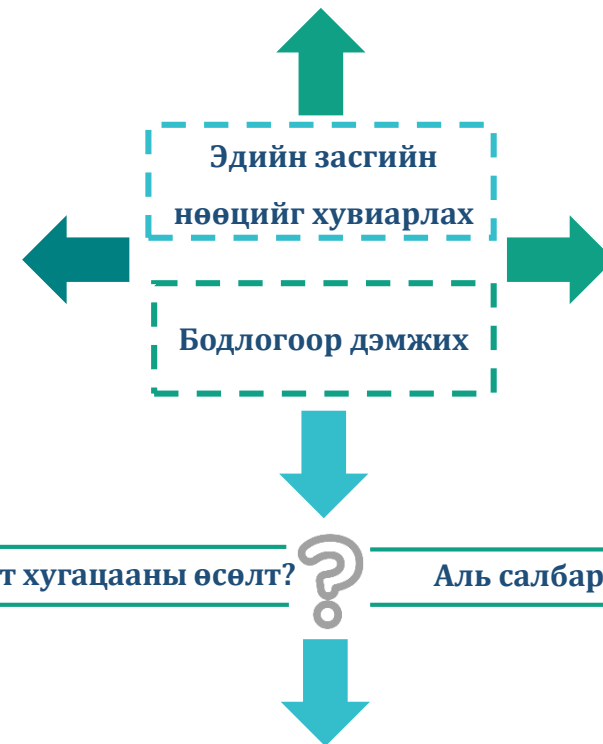 Эдийн засгийн
нөөцийг хувиарлах
Бодлогоор дэмжих
т хугацааны өсөлт?
?
Аль салбар